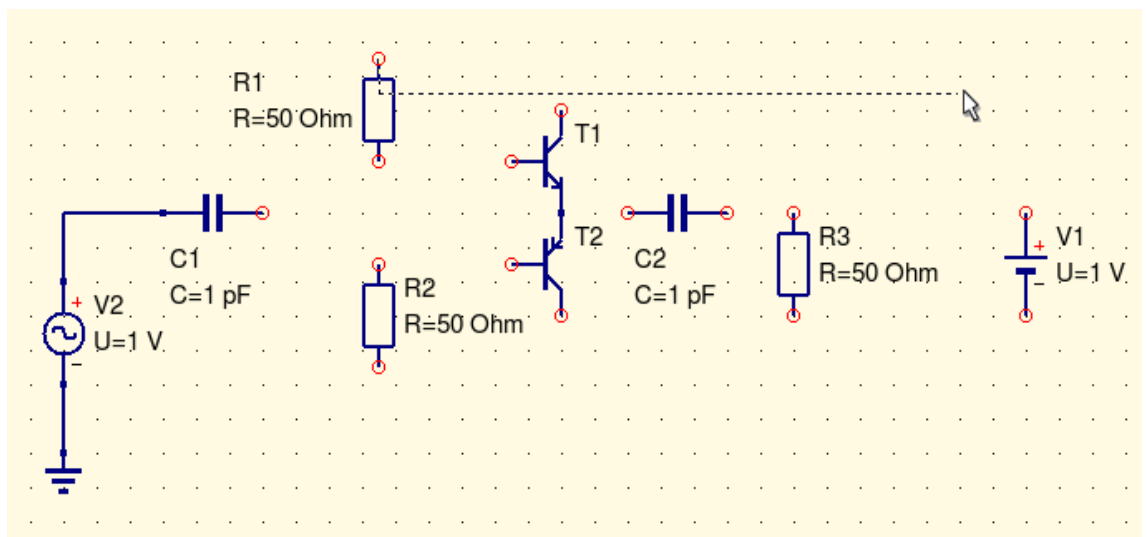 R1
R=50 Ohm
T1
C1
C=1 pF
T2
R2
R=50 Ohm
C2
C=1 pF
R3
R=50 Ohm
+
V1
U=1 V
−
+
V2
U=1 V
−